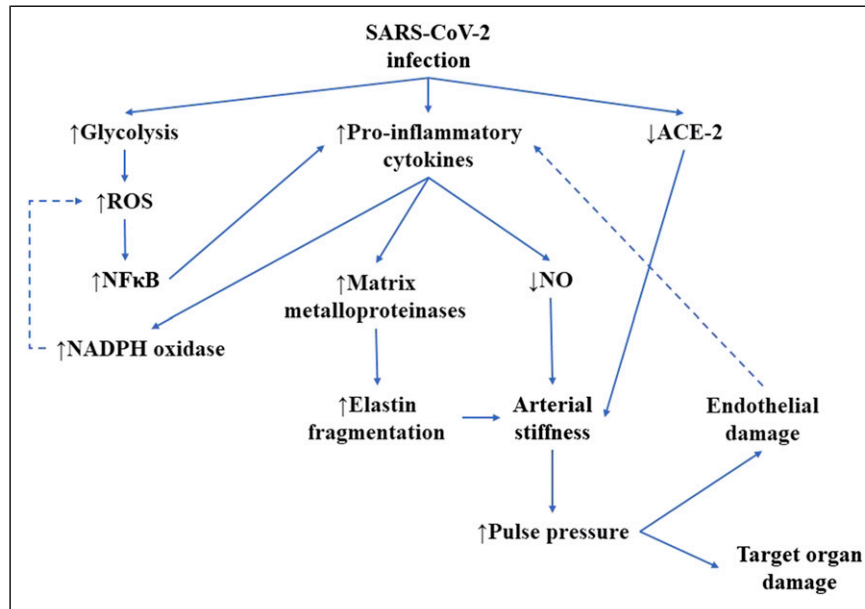 SARS-CoV-2
infection
↑Glycolysis
↑Pro-inflammatory
cytokines
↓ACE-2
↑ROS
↑NFκB
↑Matrix
metalloproteinases
↓NO
↑NADPH oxidase
↑Elastin
fragmentation
Arterial
stiffness
Endothelial
damage
↑Pulse pressure
Target organ
damage